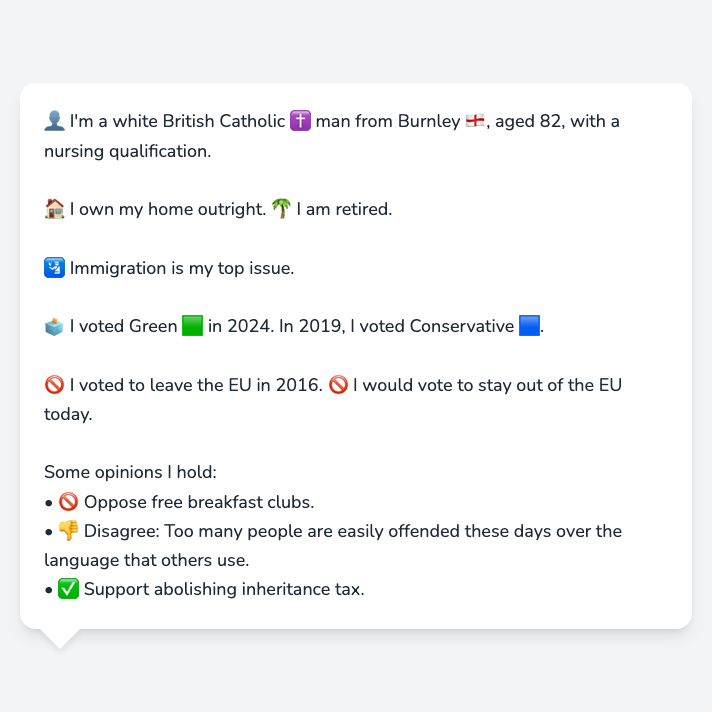 👤 I'm a white British Catholic ✝️ man from Burnley 🏴󠁧󠁢󠁥󠁮󠁧󠁿, aged 82, with a
nursing qualification.
🏠 I own my home outright. 🌴 I am retired.
🛂 Immigration is my top issue.
🗳️ I voted Green 🟩 in 2024. In 2019, I voted Conservative 🟦.
🚫 I voted to leave the EU in 2016. 🚫 I would vote to stay out of the EU
today.
Some opinions I hold:
• 🚫 Oppose free breakfast clubs.
• 👎 Disagree: Too many people are easily offended these days over the
language that others use.
• ✅ Support abolishing inheritance tax.